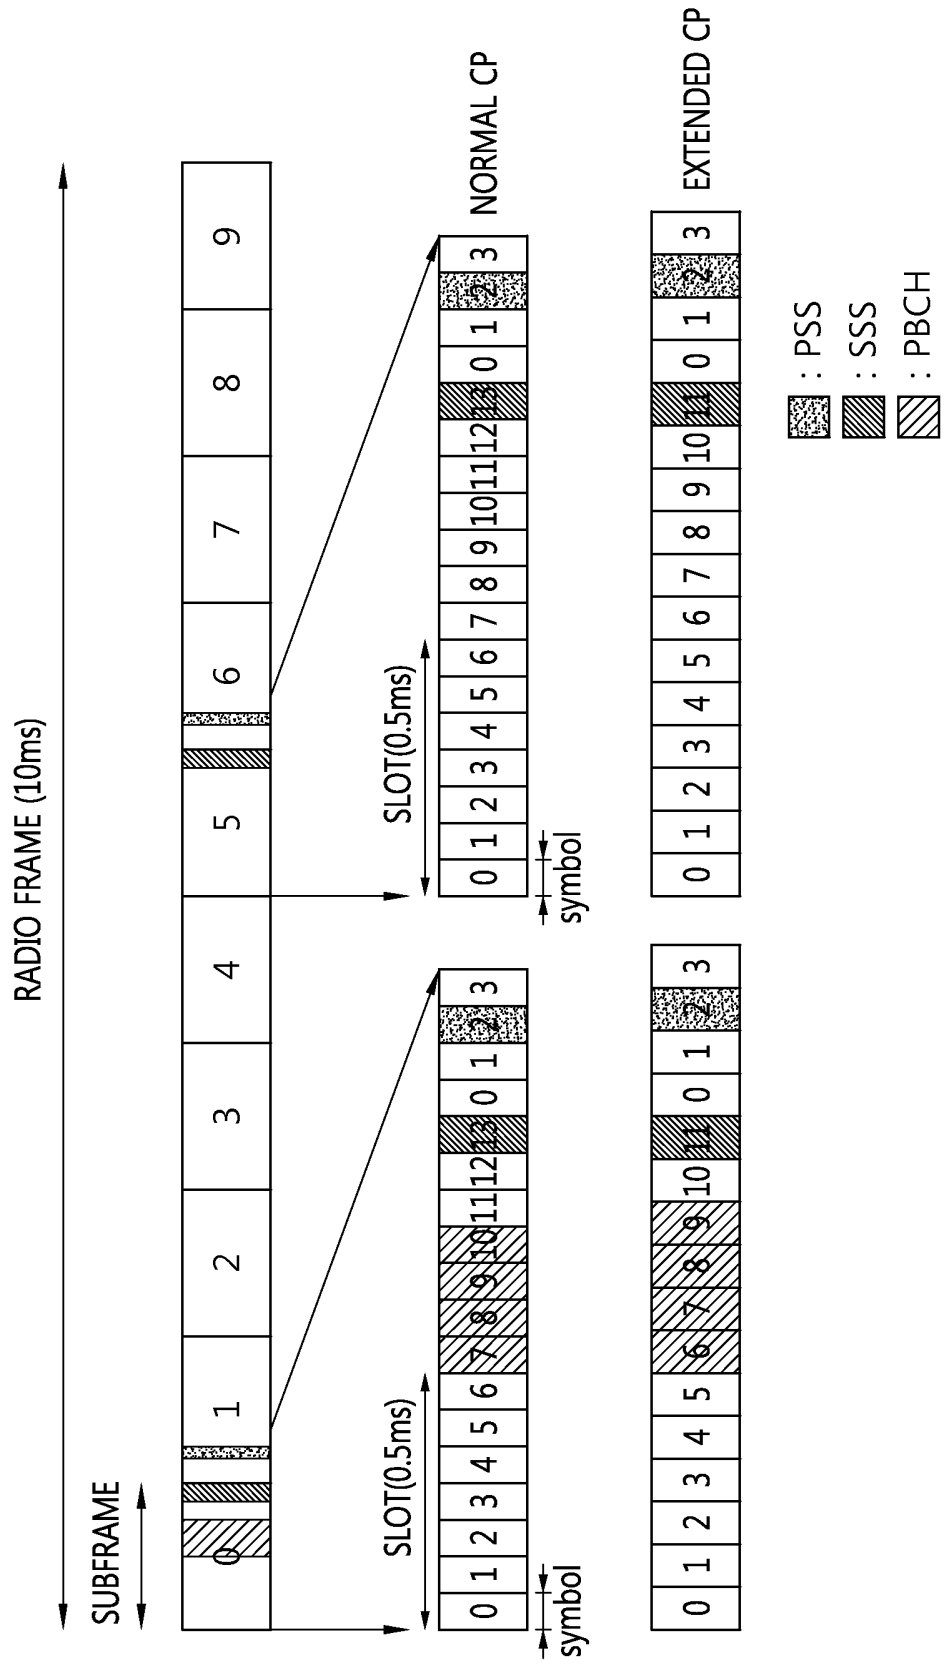 RADIO FRAME (10ms)
SUBFRAME
0 1 2 3 4 5 6 7 8 9
SLOT(0.5ms) SLOT(0.5ms)
0 1 2 3 4 5 6 7 8 9 10 11 12 13 0 1 2 3 0 1 2 3 4 5 6 7 8 9 10 11 12 13 0 1 2 3 NORMAL CP
symbol symbol
0 1 2 3 4 5 6 7 8 9 10 11 0 1 2 3 0 1 2 3 4 5 6 7 8 9 10 11 0 1 2 3 EXTENDED CP
: PSS
: SSS
: PBCH